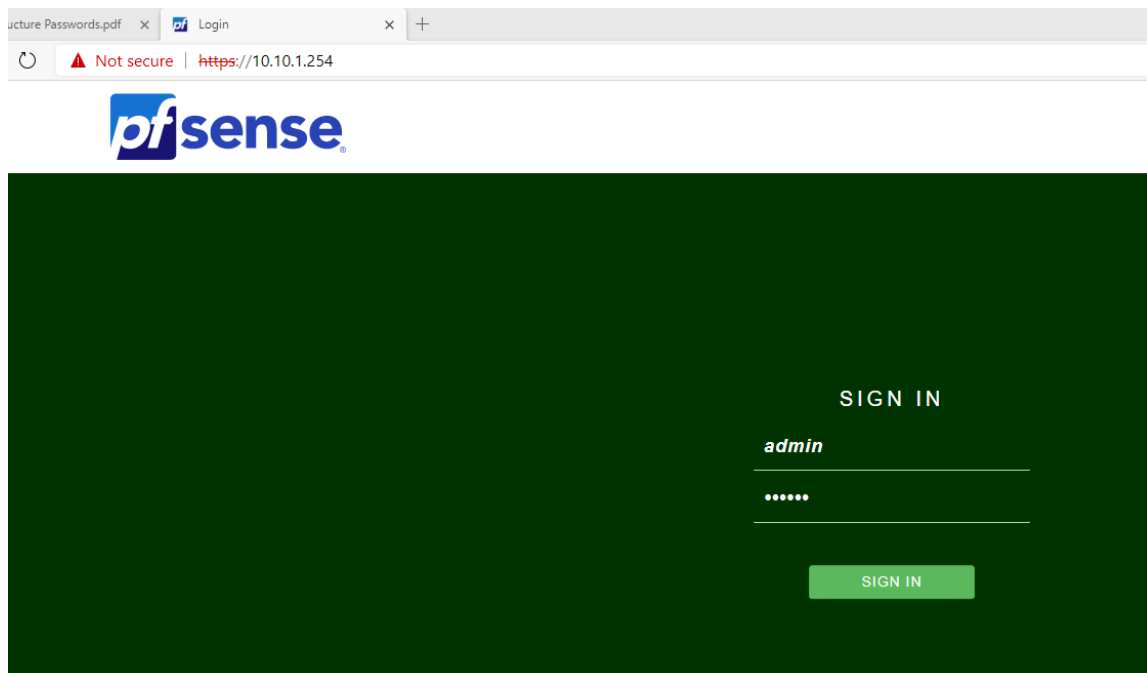 ucture Passwords.pdf
Login
Not secure | https://10.10.1.254
pfsense
SIGN IN
admin
••••••
SIGN IN